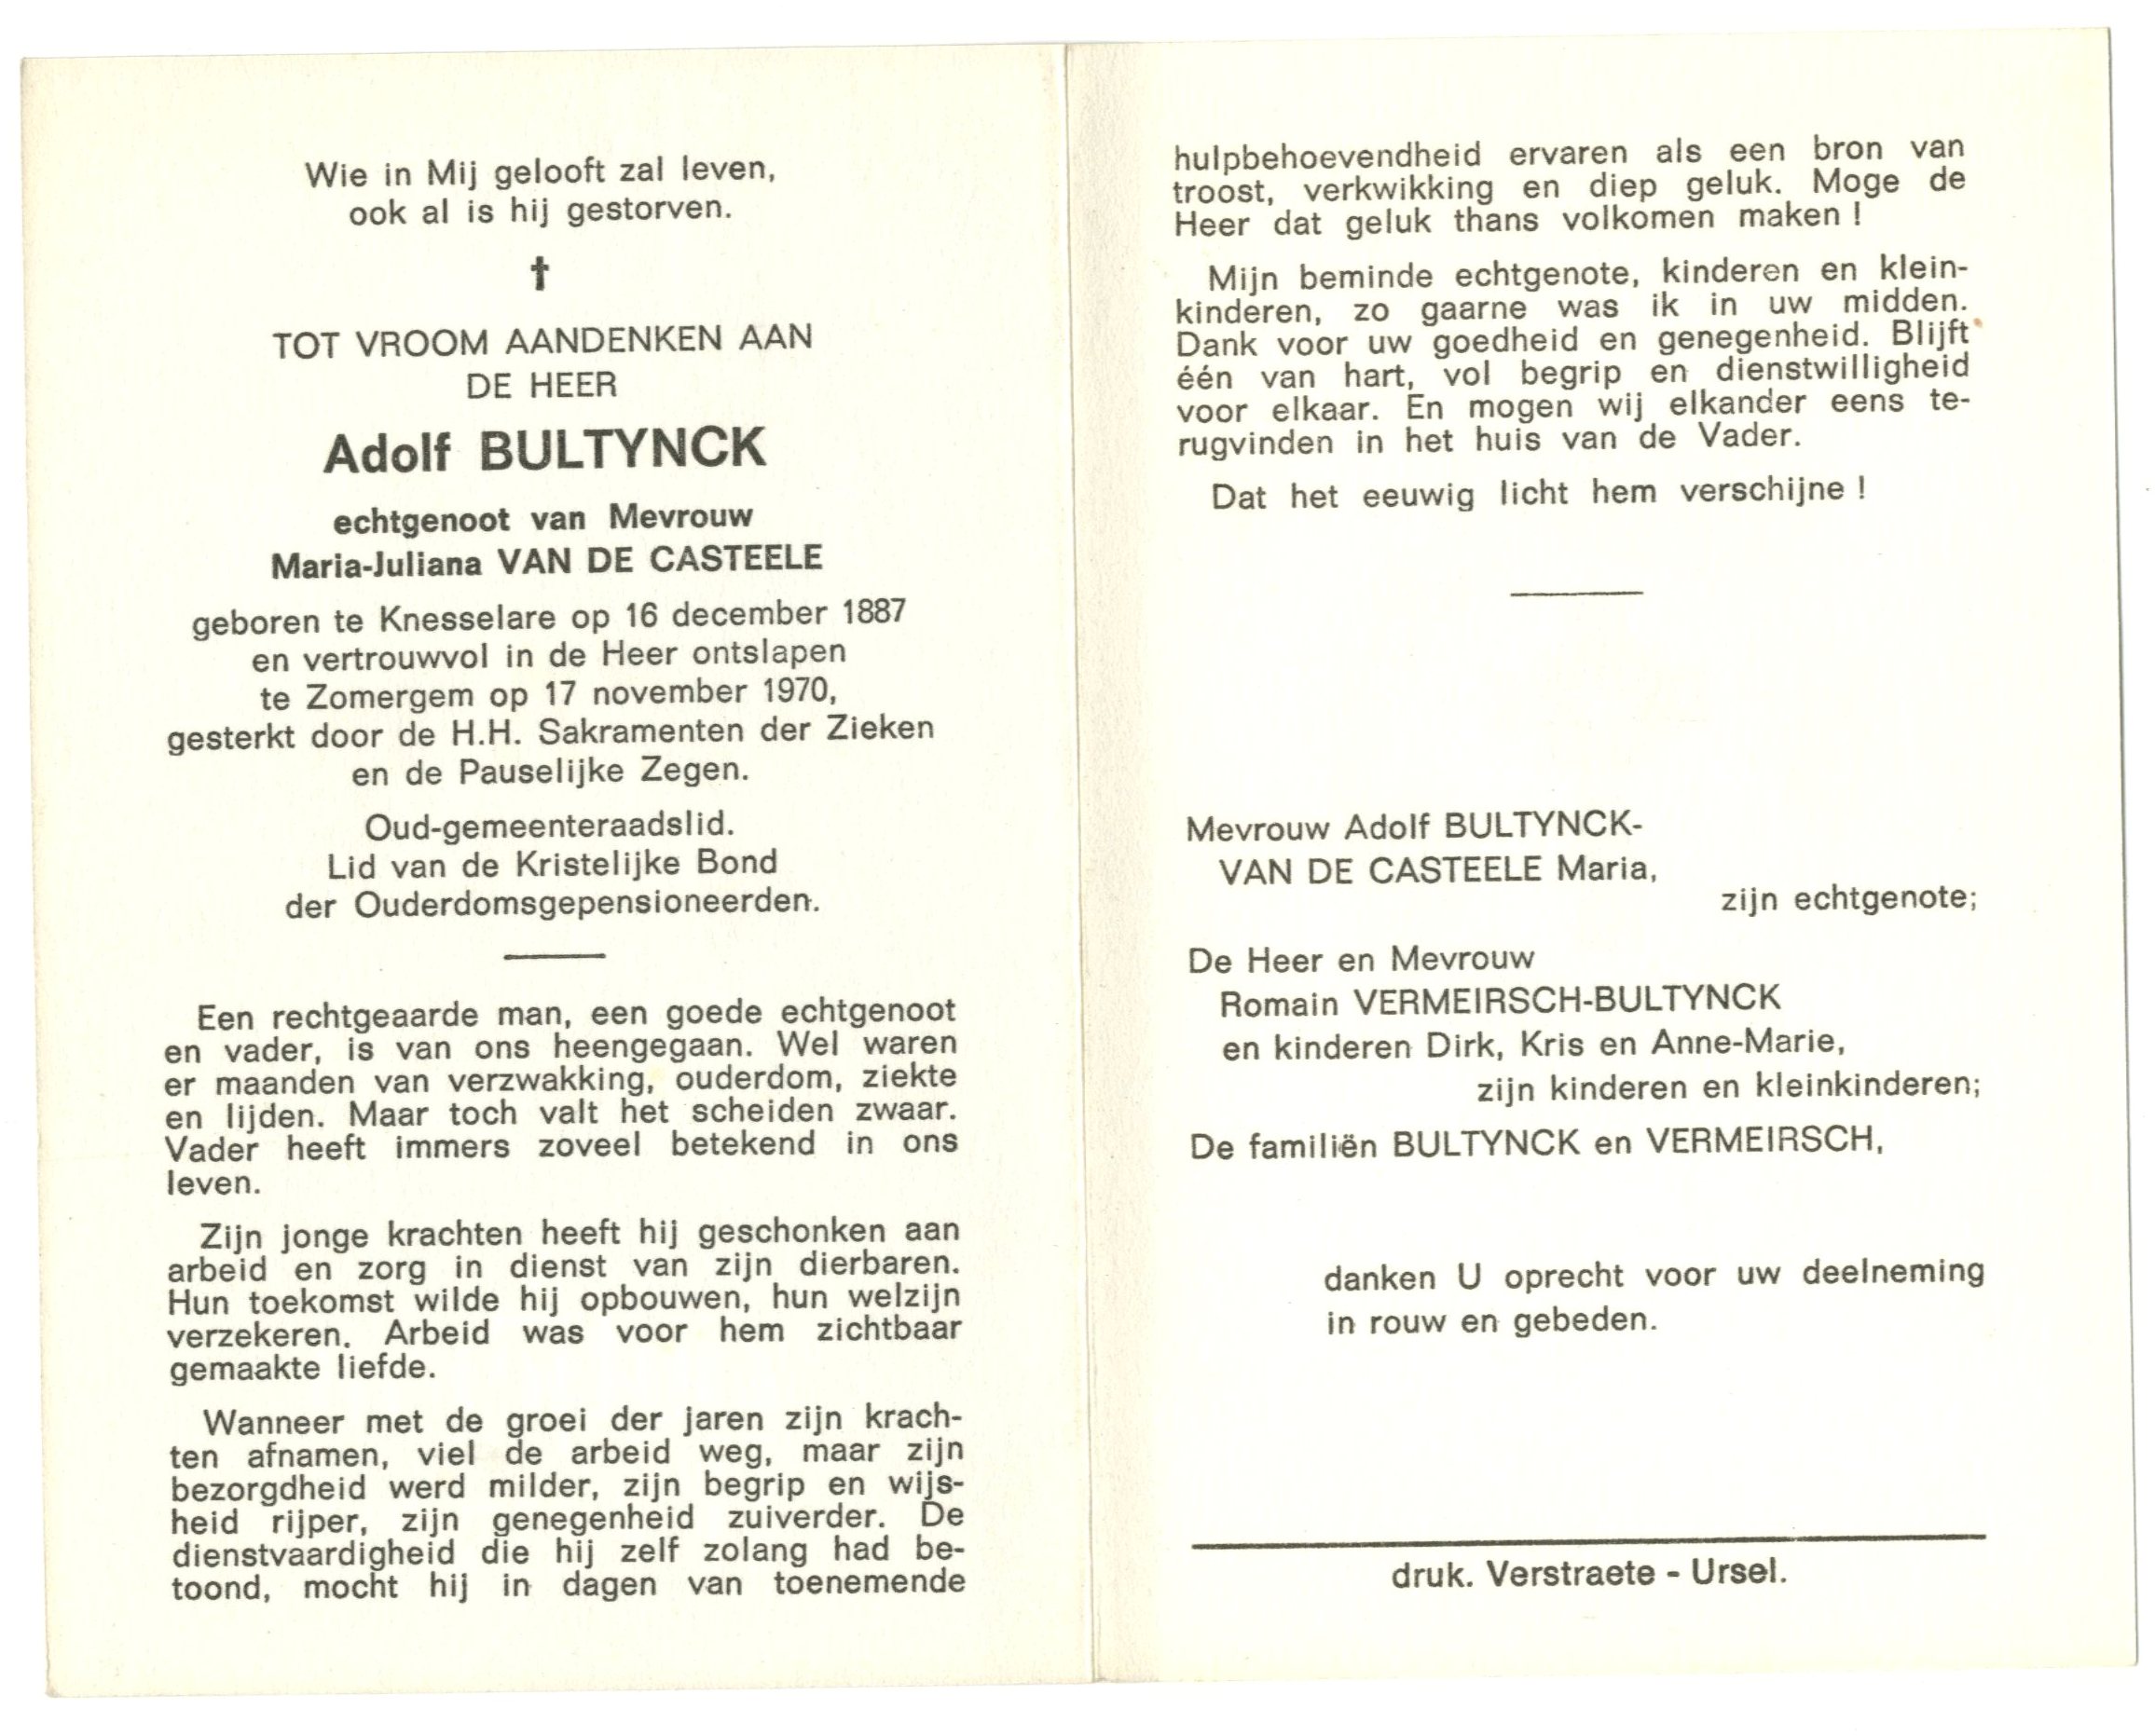 Wie in Mij gelooft zal leven,
ook al is hij gestorven.
✝
TOT VROOM AANDENKEN AAN
DE HEER
Adolf BULTYNCK
echtgenoot van Mevrouw
Maria-Juliana VAN DE CASTEELE
geboren te Knesselare op 16 december 1887
en vertrouwvol in de Heer ontslapen
te Zomergem op 17 november 1970,
gesterkt door de H.H. Sakramenten der Zieken
en de Pauselijke Zegen.
Oud-gemeenteraadslid.
Lid van de Kristelijke Bond
der Ouderdomsgepensioneerden.
Een rechtgeaarde man, een goede echtgenoot
en vader, is van ons heengegaan. Wel waren
er maanden van verzwakking, ouderdom, ziekte
en lijden. Maar toch valt het scheiden zwaar.
Vader heeft immers zoveel betekend in ons
leven.
Zijn jonge krachten heeft hij geschonken aan
arbeid en zorg in dienst van zijn dierbaren.
Hun toekomst wilde hij opbouwen, hun welzijn
verzekeren. Arbeid was voor hem zichtbaar
gemaakte liefde.
Wanneer met de groei der jaren zijn krach-
ten afnamen, viel de arbeid weg, maar zijn
bezorgdheid werd milder, zijn begrip en wijs-
heid rijper, zijn genegenheid zuiverder. De
dienstvaardigheid die hij zelf zolang had be-
toond, mocht hij in dagen van toenemende
hulpbehoevendheid ervaren als een bron van
troost, verkwikking en diep geluk. Moge de
Heer dat geluk thans volkomen maken !
Mijn beminde echtgenote, kinderen en klein-
kinderen, zo gaarne was ik in uw midden.
Dank voor uw goedheid en genegenheid. Blijft
één van hart, vol begrip en dienstwilligheid
voor elkaar. En mogen wij elkander eens te-
rugvinden in het huis van de Vader.
Dat het eeuwig licht hem verschijne !
Mevrouw Adolf BULTYNCK-
VAN DE CASTEELE Maria,
zijn echtgenote;
De Heer en Mevrouw
Romain VERMEIRSCH-BULTYNCK
en kinderen Dirk, Kris en Anne-Marie,
zijn kinderen en kleinkinderen;
De familiën BULTYNCK en VERMEIRSCH,
danken U oprecht voor uw deelneming
in rouw en gebeden.
druk. Verstraete - Ursel.